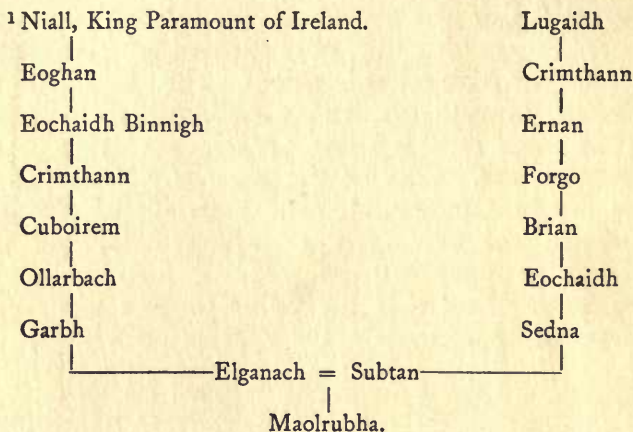 1 Niall, King Paramount of Ireland. Lugaidh
Eoghan Crimthann
Eochaidh Binnigh Ernan
Crimthann Forgo
Cuboirem Brian
Ollarbach Eochaidh
Garbh Sedna
Elganach = Subtan
Maolrubha.